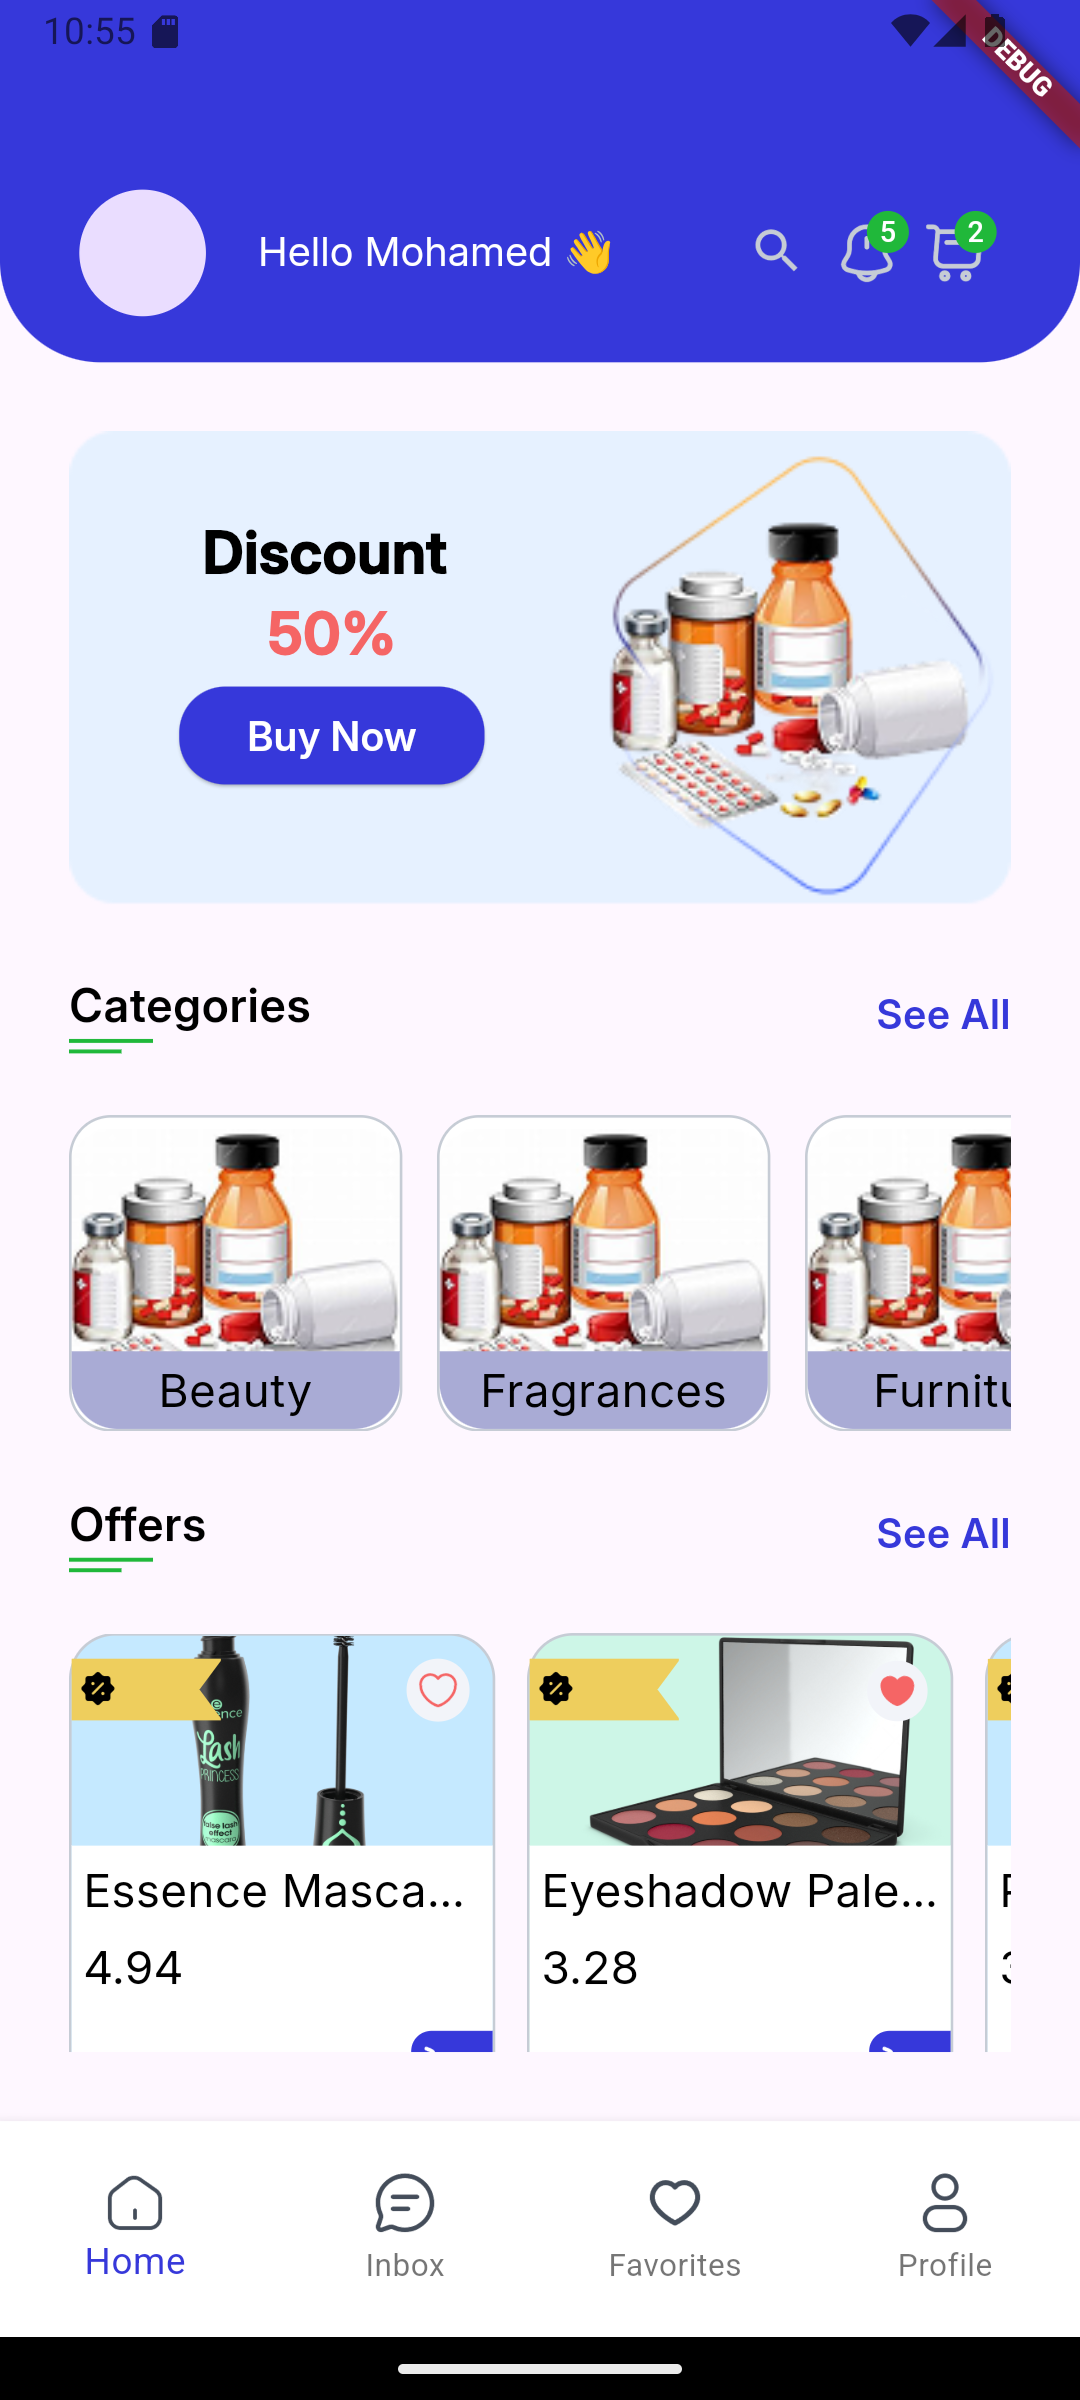 10:55
DEBUG
Hello Mohamed 👋
5
2
Discount
50%
Buy Now
Categories
See All
Beauty
Fragrances
Furnitu
Offers
See All
Lash
PRINCESS
false lash
effect
mascara
Essence Masca...
Eyeshadow Pale...
4.94
3.28
Home
Inbox
Favorites
Profile